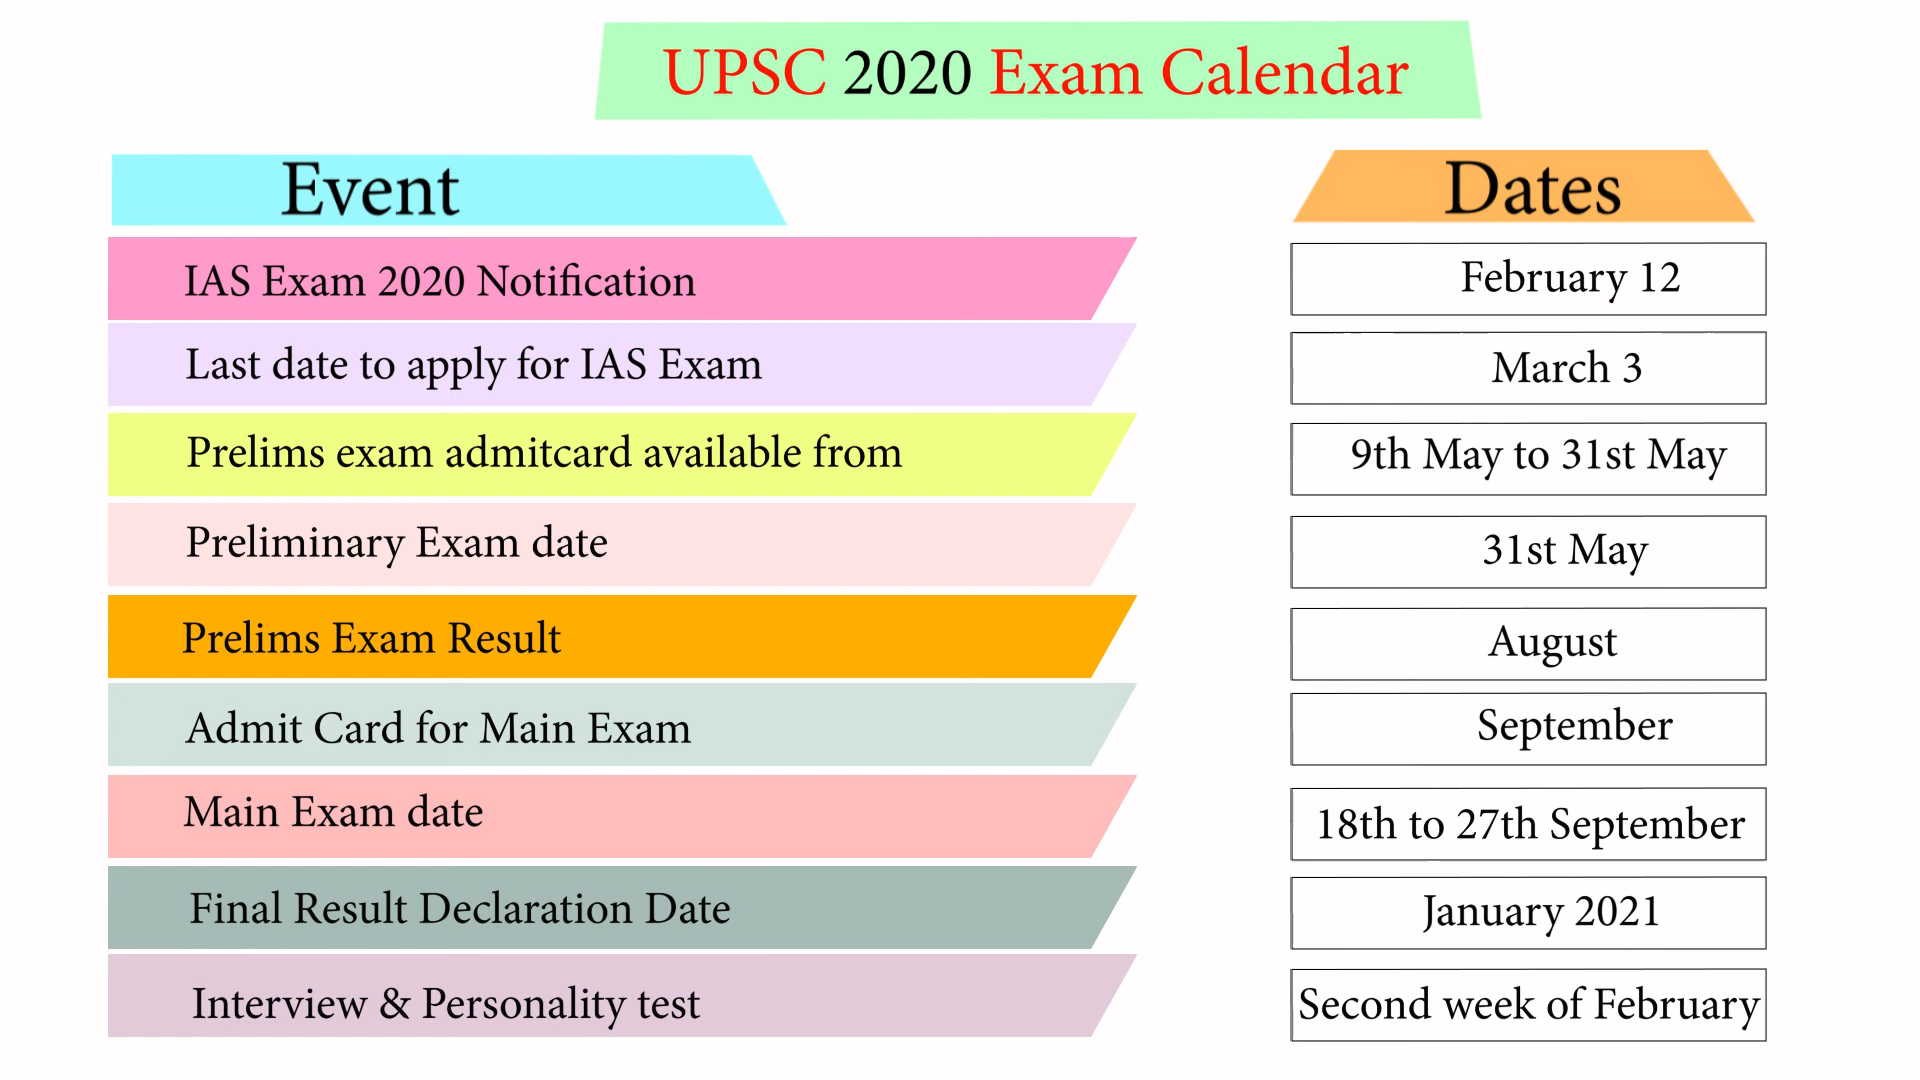 UPSC 2020 Exam Calendar
Event Dates
IAS Exam 2020 Notification February 12
Last date to apply for IAS Exam March 3
Prelims exam admitcard available from 9th May to 31st May
Preliminary Exam date 31st May
Prelims Exam Result August
Admit Card for Main Exam September
Main Exam date 18th to 27th September
Final Result Declaration Date January 2021
Interview & Personality test Second week of February